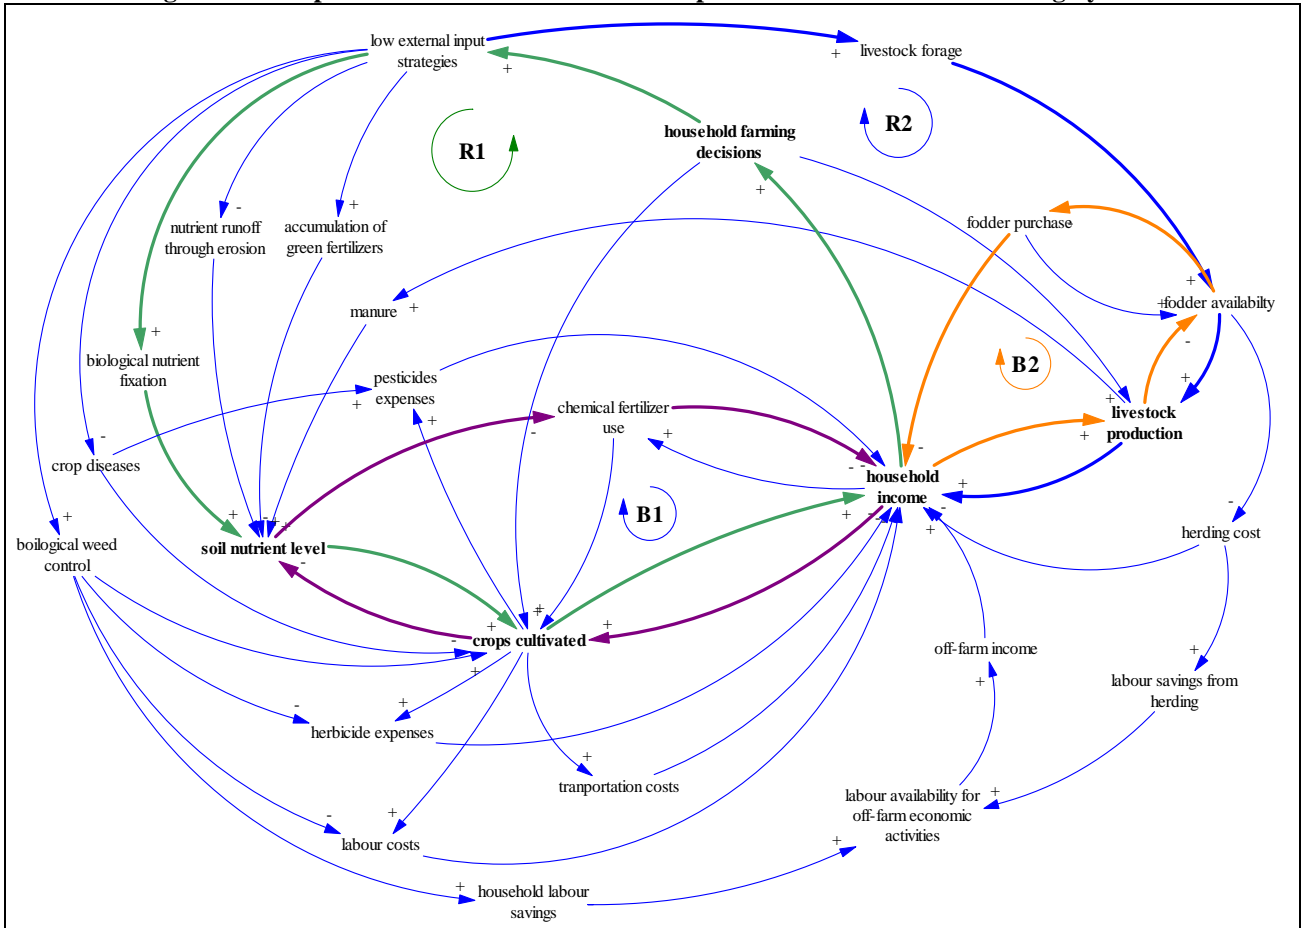 low external input
strategies
livestock forage
R1
R2
household farming
decisions
nutrient runoff
through erosion
accumulation of
green fertilizers
fodder purchase
fodder availabilty
manure
biological nutrient
fixation
pesticides
expenses
B2
chemical fertilizer
use
livestock
production
crop diseases
household
income
B1
boilogical weed
control
soil nutrient level
herding cost
crops cultivated
off-farm income
labour savings from
herding
herbicide expenses
tranportation costs
labour availability for
off-farm economic
activities
labour costs
household labour
savings